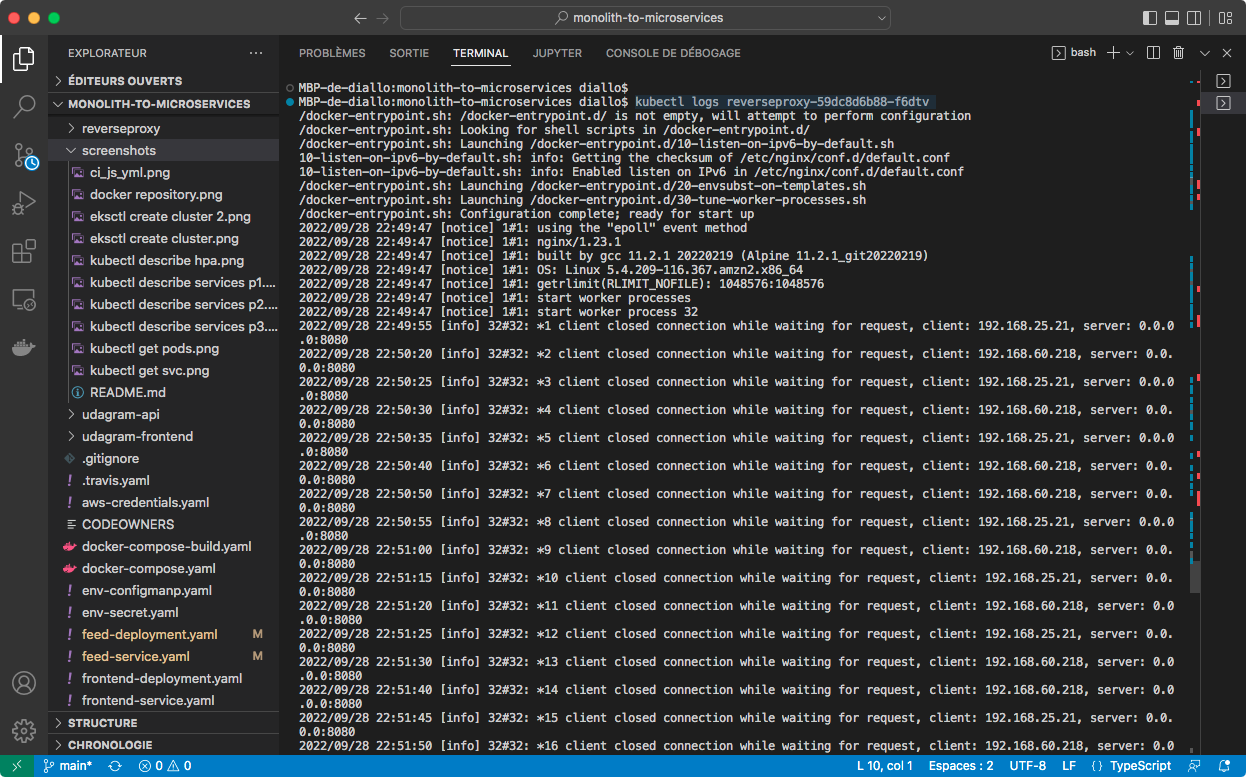 monolith-to-microservices
EXPLORATEUR
ÉDITEURS OUVERTS
MONOLITH-TO-MICROSERVICES
reverseproxy
screenshots
ci_js_yml.png
docker repository.png
eksctl create cluster 2.png
eksctl create cluster.png
kubectl describe hpa.png
kubectl describe services p1....
kubectl describe services p2....
kubectl describe services p3....
kubectl get pods.png
kubectl get svc.png
README.md
udagram-api
udagram-frontend
.gitignore
.travis.yaml
aws-credentials.yaml
CODEOWNERS
docker-compose-build.yaml
docker-compose.yaml
env-configmanp.yaml
env-secret.yaml
feed-deployment.yaml M
feed-service.yaml M
frontend-deployment.yaml
frontend-service.yaml
STRUCTURE
CHRONOLOGIE
PROBLÈMES SORTIE TERMINAL JUPYTER CONSOLE DE DÉBOGAGE
bash
MBP-de-diallo:monolith-to-microservices diallo$
MBP-de-diallo:monolith-to-microservices diallo$ kubectl logs reverseproxy-59dc8d6b88-f6dtv
/docker-entrypoint.sh: /docker-entrypoint.d/ is not empty, will attempt to perform configuration
/docker-entrypoint.sh: Looking for shell scripts in /docker-entrypoint.d/
/docker-entrypoint.sh: Launching /docker-entrypoint.d/10-listen-on-ipv6-by-default.sh
10-listen-on-ipv6-by-default.sh: info: Getting the checksum of /etc/nginx/conf.d/default.conf
10-listen-on-ipv6-by-default.sh: info: Enabled listen on IPv6 in /etc/nginx/conf.d/default.conf
/docker-entrypoint.sh: Launching /docker-entrypoint.d/20-envsubst-on-templates.sh
/docker-entrypoint.sh: Launching /docker-entrypoint.d/30-tune-worker-processes.sh
/docker-entrypoint.sh: Configuration complete; ready for start up
2022/09/28 22:49:47 [notice] 1#1: using the "epoll" event method
2022/09/28 22:49:47 [notice] 1#1: nginx/1.23.1
2022/09/28 22:49:47 [notice] 1#1: built by gcc 11.2.1 20220219 (Alpine 11.2.1_git20220219)
2022/09/28 22:49:47 [notice] 1#1: OS: Linux 5.4.209-116.367.amzn2.x86_64
2022/09/28 22:49:47 [notice] 1#1: getrlimit(RLIMIT_NOFILE): 1048576:1048576
2022/09/28 22:49:47 [notice] 1#1: start worker processes
2022/09/28 22:49:47 [notice] 1#1: start worker process 32
2022/09/28 22:49:55 [info] 32#32: *1 client closed connection while waiting for request, client: 192.168.25.21, server: 0.0.0
.0:8080
2022/09/28 22:50:20 [info] 32#32: *2 client closed connection while waiting for request, client: 192.168.60.218, server: 0.0.
0.0:8080
2022/09/28 22:50:25 [info] 32#32: *3 client closed connection while waiting for request, client: 192.168.25.21, server: 0.0.0
.0:8080
2022/09/28 22:50:30 [info] 32#32: *4 client closed connection while waiting for request, client: 192.168.60.218, server: 0.0.
0.0:8080
2022/09/28 22:50:35 [info] 32#32: *5 client closed connection while waiting for request, client: 192.168.25.21, server: 0.0.0
.0:8080
2022/09/28 22:50:40 [info] 32#32: *6 client closed connection while waiting for request, client: 192.168.60.218, server: 0.0.
0.0:8080
2022/09/28 22:50:50 [info] 32#32: *7 client closed connection while waiting for request, client: 192.168.60.218, server: 0.0.
0.0:8080
2022/09/28 22:50:55 [info] 32#32: *8 client closed connection while waiting for request, client: 192.168.25.21, server: 0.0.0
.0:8080
2022/09/28 22:51:00 [info] 32#32: *9 client closed connection while waiting for request, client: 192.168.60.218, server: 0.0.
0.0:8080
2022/09/28 22:51:15 [info] 32#32: *10 client closed connection while waiting for request, client: 192.168.25.21, server: 0.0.
0.0:8080
2022/09/28 22:51:20 [info] 32#32: *11 client closed connection while waiting for request, client: 192.168.60.218, server: 0.0
.0.0:8080
2022/09/28 22:51:25 [info] 32#32: *12 client closed connection while waiting for request, client: 192.168.25.21, server: 0.0.
0.0:8080
2022/09/28 22:51:30 [info] 32#32: *13 client closed connection while waiting for request, client: 192.168.60.218, server: 0.0
.0.0:8080
2022/09/28 22:51:40 [info] 32#32: *14 client closed connection while waiting for request, client: 192.168.60.218, server: 0.0
.0.0:8080
2022/09/28 22:51:45 [info] 32#32: *15 client closed connection while waiting for request, client: 192.168.25.21, server: 0.0.
0.0:8080
2022/09/28 22:51:50 [info] 32#32: *16 client closed connection while waiting for request, client: 192.168.60.218, server: 0.0
main* 0 0 L 10, col 1 Espaces : 2 UTF-8 LF {} TypeScript